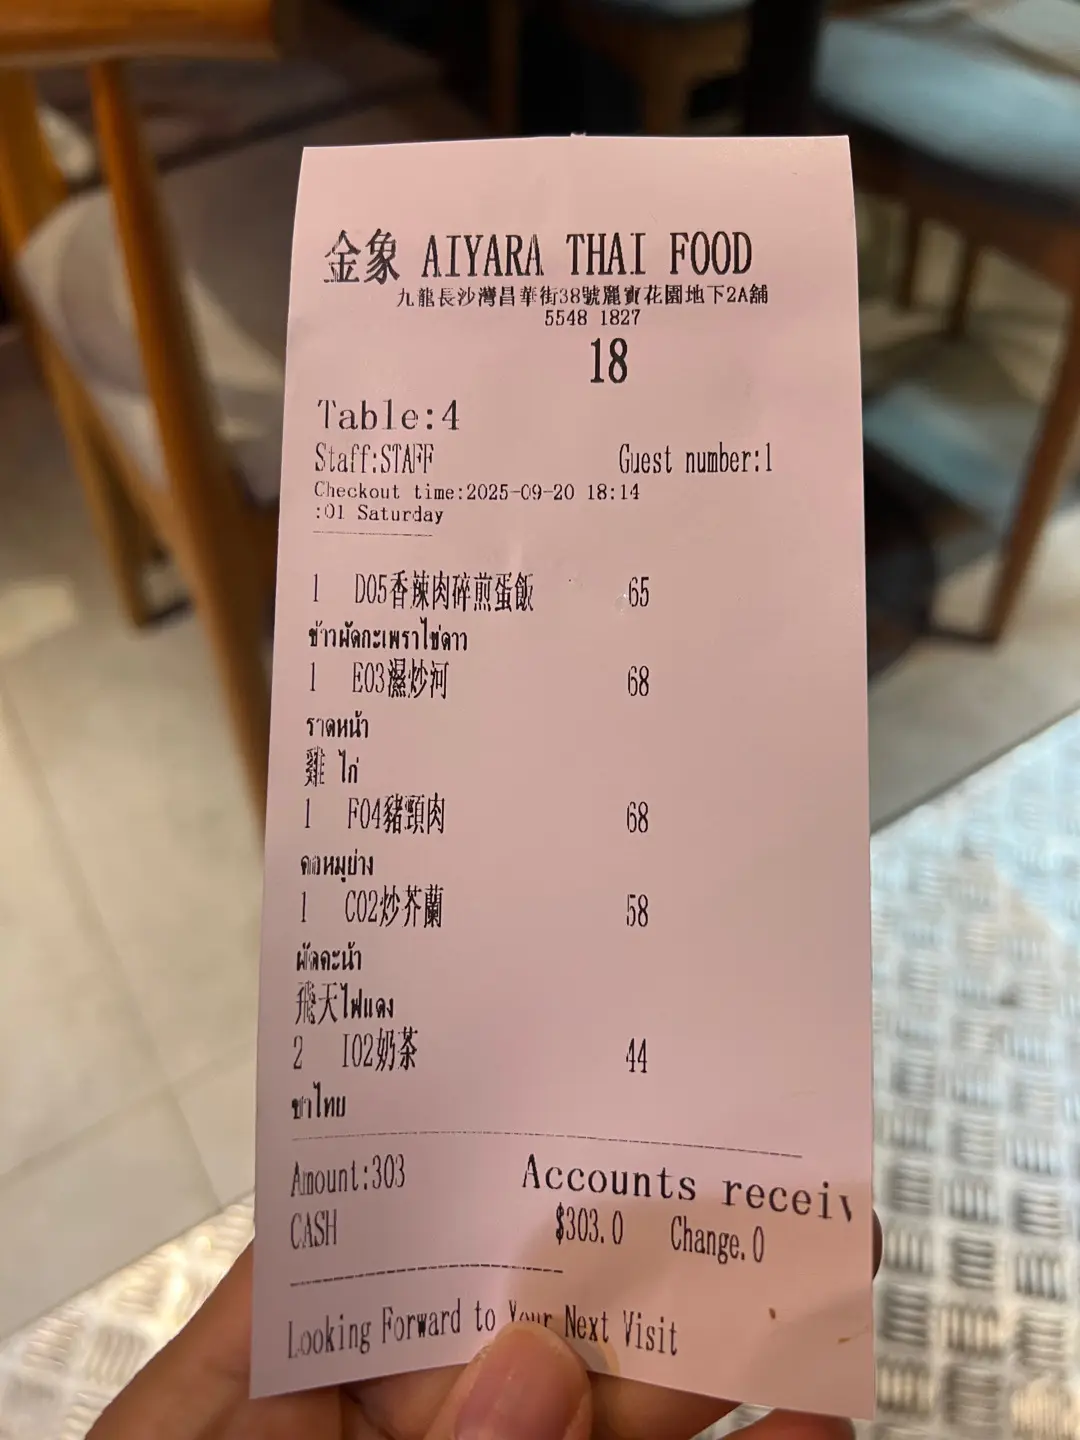 金象 AIYARA THAI FOOD
九龍長沙灣昌華街38號麗寶花園地下2A舖
5548 1827
18
Table:4
Staff:STAFF Guest number:1
Checkout time:2025-09-20 18:14
:01 Saturday
1 D05香辣肉碎煎蛋飯 65
ข้าวผัดกะเพราไข่ดาว
1 E03濕炒河 68
ราดหน้า
雞 ไก่
1 F04豬頸肉 68
คอหมูย่าง
1 C02炒芥蘭 58
ผัดคะน้า
飛天ไฟแดง
2 I02奶茶 44
ชาไทย
Amount:303 Accounts receiv
CASH $303.0 Change.0
Looking Forward to Your Next Visit